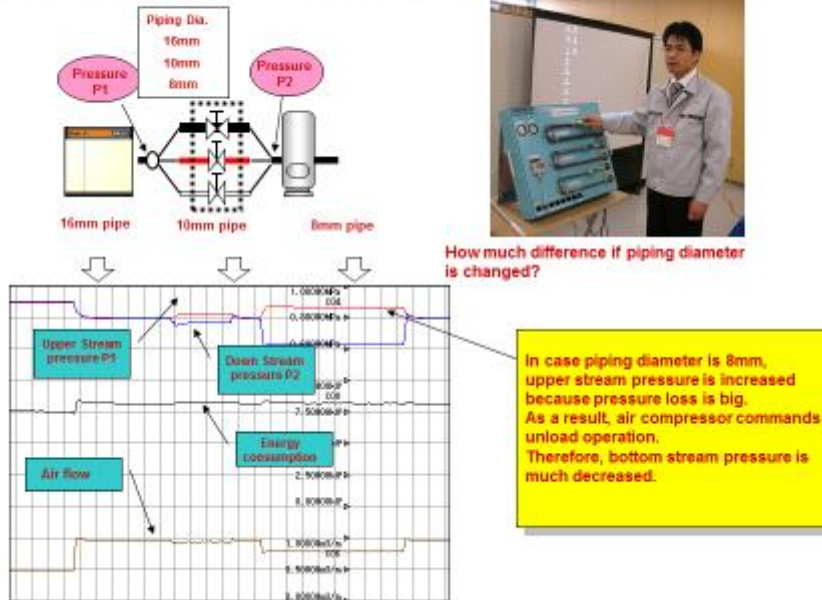 Piping Dia.
16mm
10mm
8mm
Pressure
P1
Pressure
P2
16mm pipe
10mm pipe
8mm pipe
How much difference if piping diameter
is changed?
Upper Stream
pressure P1
Down Stream
pressure P2
Energy
consumption
Air flow
In case piping diameter is 8mm,
upper stream pressure is increased
because pressure loss is big.
As a result, air compressor commands
unload operation.
Therefore, bottom stream pressure is
much decreased.